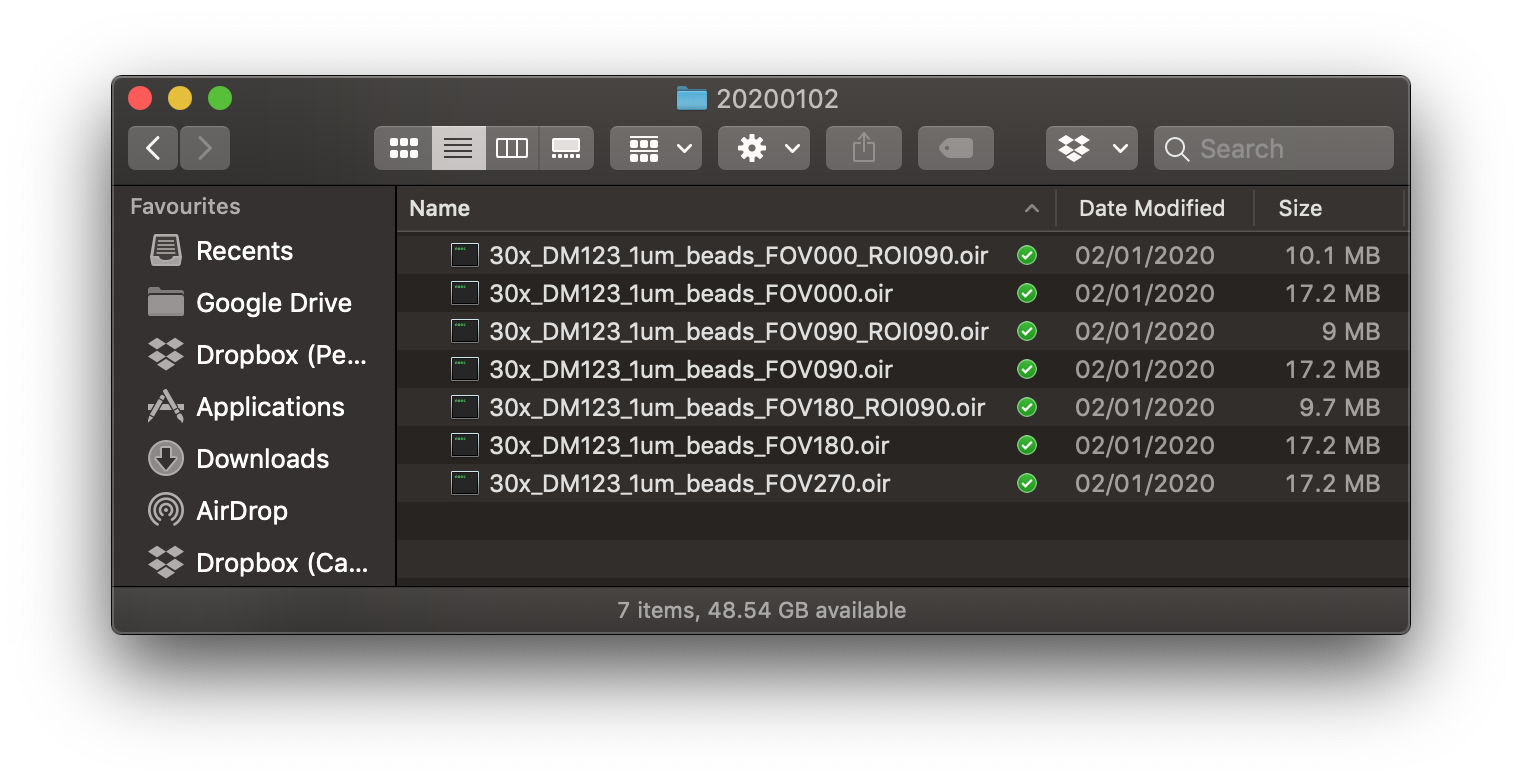 20200102
Search
Favourites
Recents
Google Drive
Dropbox (Pe...
Applications
Downloads
AirDrop
Dropbox (Ca...
Name Date Modified Size
30x_DM123_1um_beads_FOV000_ROI090.oir 02/01/2020 10.1 MB
30x_DM123_1um_beads_FOV000.oir 02/01/2020 17.2 MB
30x_DM123_1um_beads_FOV090_ROI090.oir 02/01/2020 9 MB
30x_DM123_1um_beads_FOV090.oir 02/01/2020 17.2 MB
30x_DM123_1um_beads_FOV180_ROI090.oir 02/01/2020 9.7 MB
30x_DM123_1um_beads_FOV180.oir 02/01/2020 17.2 MB
30x_DM123_1um_beads_FOV270.oir 02/01/2020 17.2 MB
7 items, 48.54 GB available